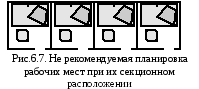 Рис.6.7. Не рекомендуемая планировка
рабочих мест при их секционном
расположении